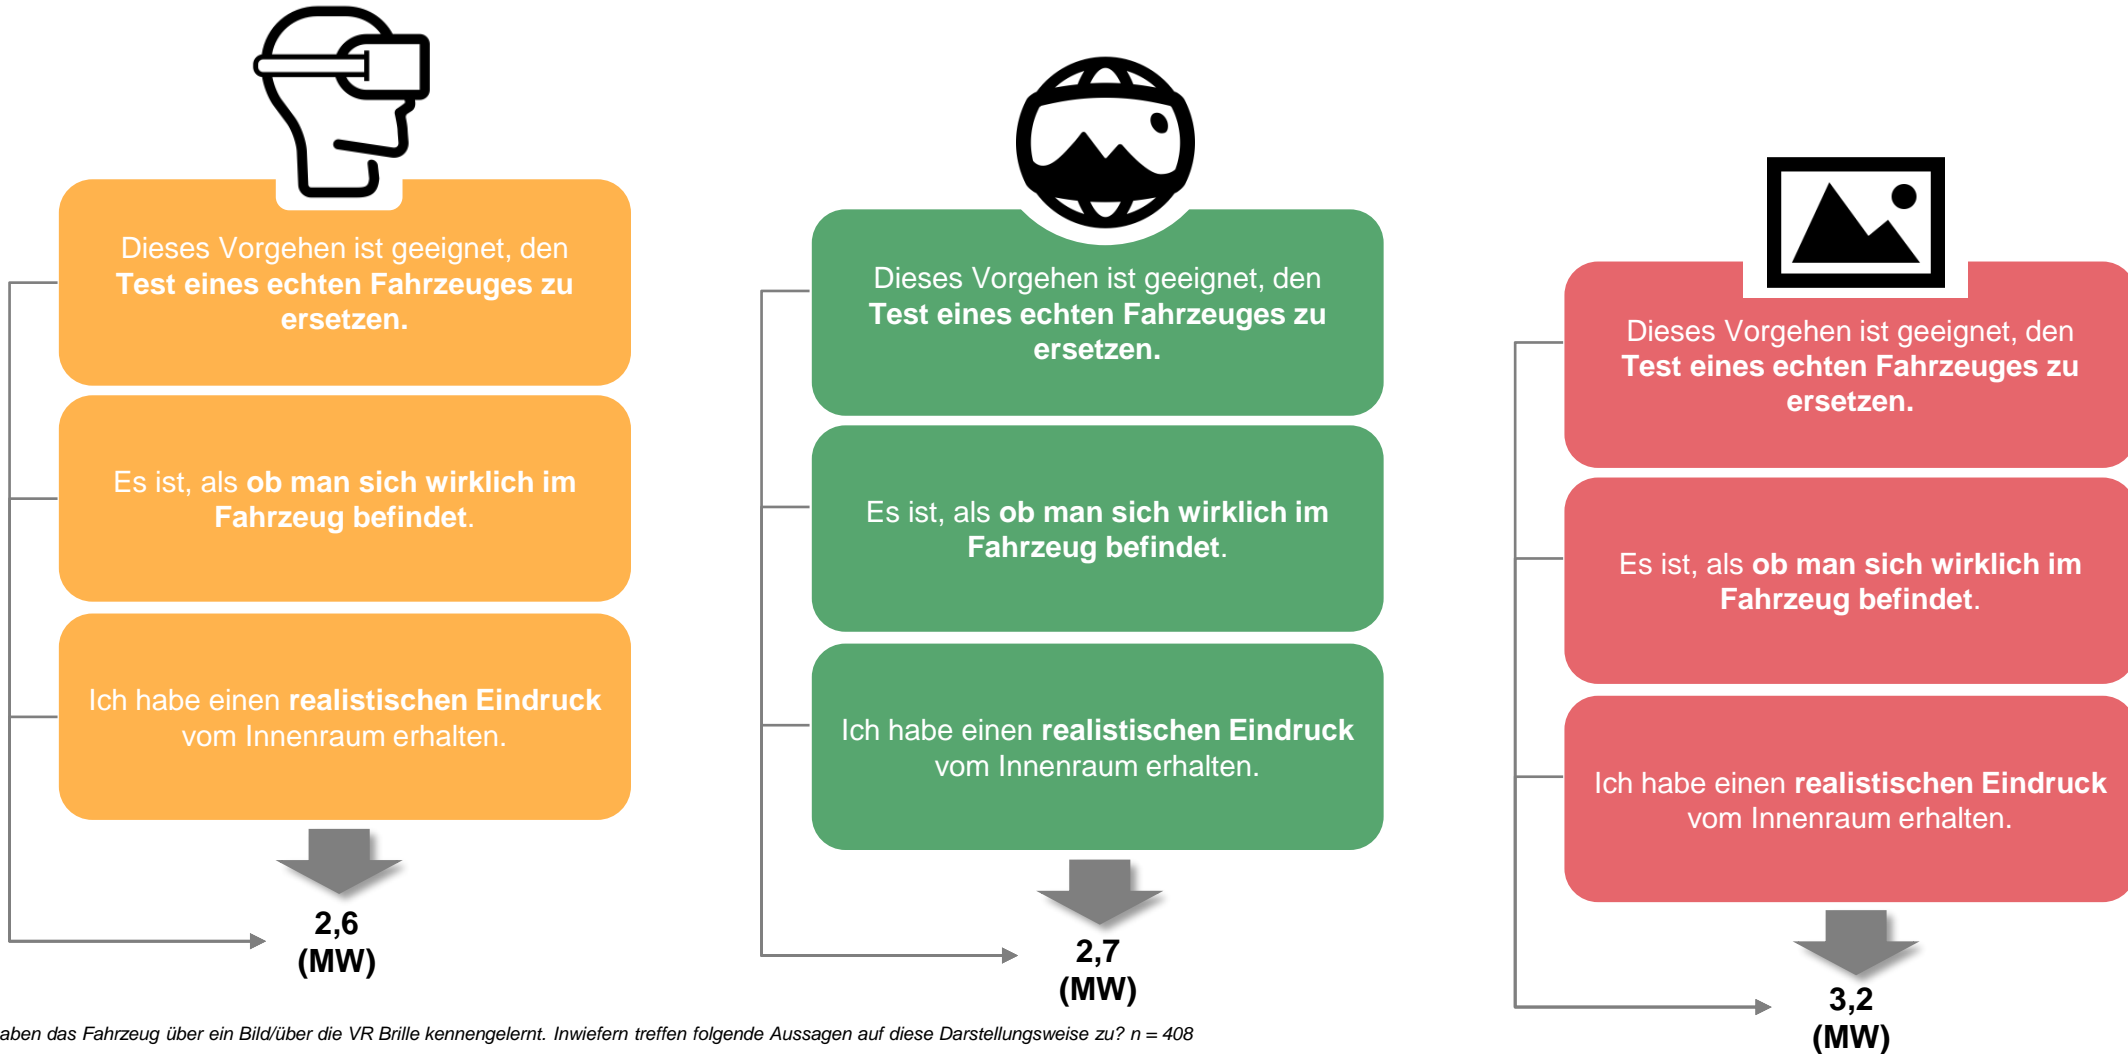 Dieses Vorgehen ist geeignet, den
Test eines echten Fahrzeuges zu
ersetzen.
Es ist, als ob man sich wirklich im
Fahrzeug befindet.
Ich habe einen realistischen Eindruck
vom Innenraum erhalten.
2,6
(MW)
Dieses Vorgehen ist geeignet, den
Test eines echten Fahrzeuges zu
ersetzen.
Es ist, als ob man sich wirklich im
Fahrzeug befindet.
Ich habe einen realistischen Eindruck
vom Innenraum erhalten.
2,7
(MW)
Dieses Vorgehen ist geeignet, den
Test eines echten Fahrzeuges zu
ersetzen.
Es ist, als ob man sich wirklich im
Fahrzeug befindet.
Ich habe einen realistischen Eindruck
vom Innenraum erhalten.
3,2
(MW)
aben das Fahrzeug über ein Bild/über die VR Brille kennengelernt. Inwiefern treffen folgende Aussagen auf diese Darstellungsweise zu? n = 408